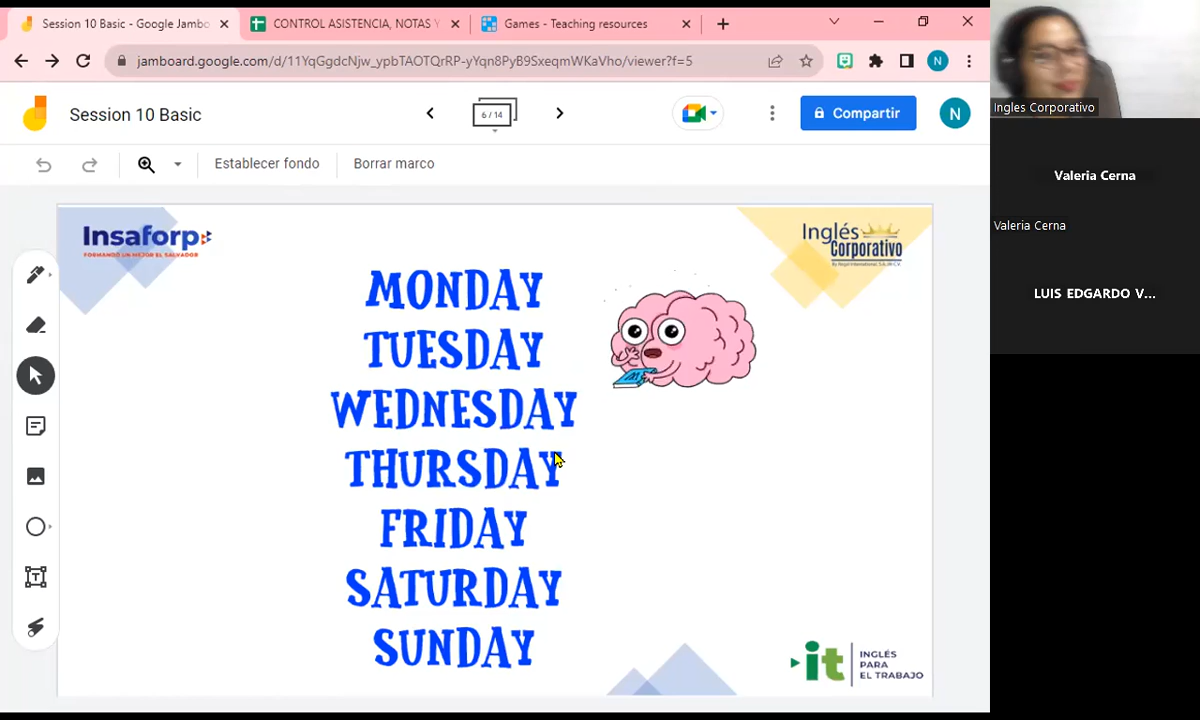 Session 10 Basic - Google Jambo
CONTROL ASISTENCIA, NOTAS Y
Games - Teaching resources
jamboard.google.com/d/11YqGgdcNjw_ypbTAOTQrRP-yYqn8PyB9SxeqmWKaVho/viewer?f=5
N
Session 10 Basic
6 / 14
Compartir
N
Establecer fondo
Borrar marco
Insaforp
FORMANDO UN MEJOR EL SALVADOR
Inglés
Corporativo
MONDAY
TUESDAY
WEDNESDAY
THURSDAY
FRIDAY
SATURDAY
SUNDAY
it
INGLÉS
PARA
EL TRABAJO
Ingles Corporativo
Valeria Cerna
Valeria Cerna
LUIS EDGARDO V...